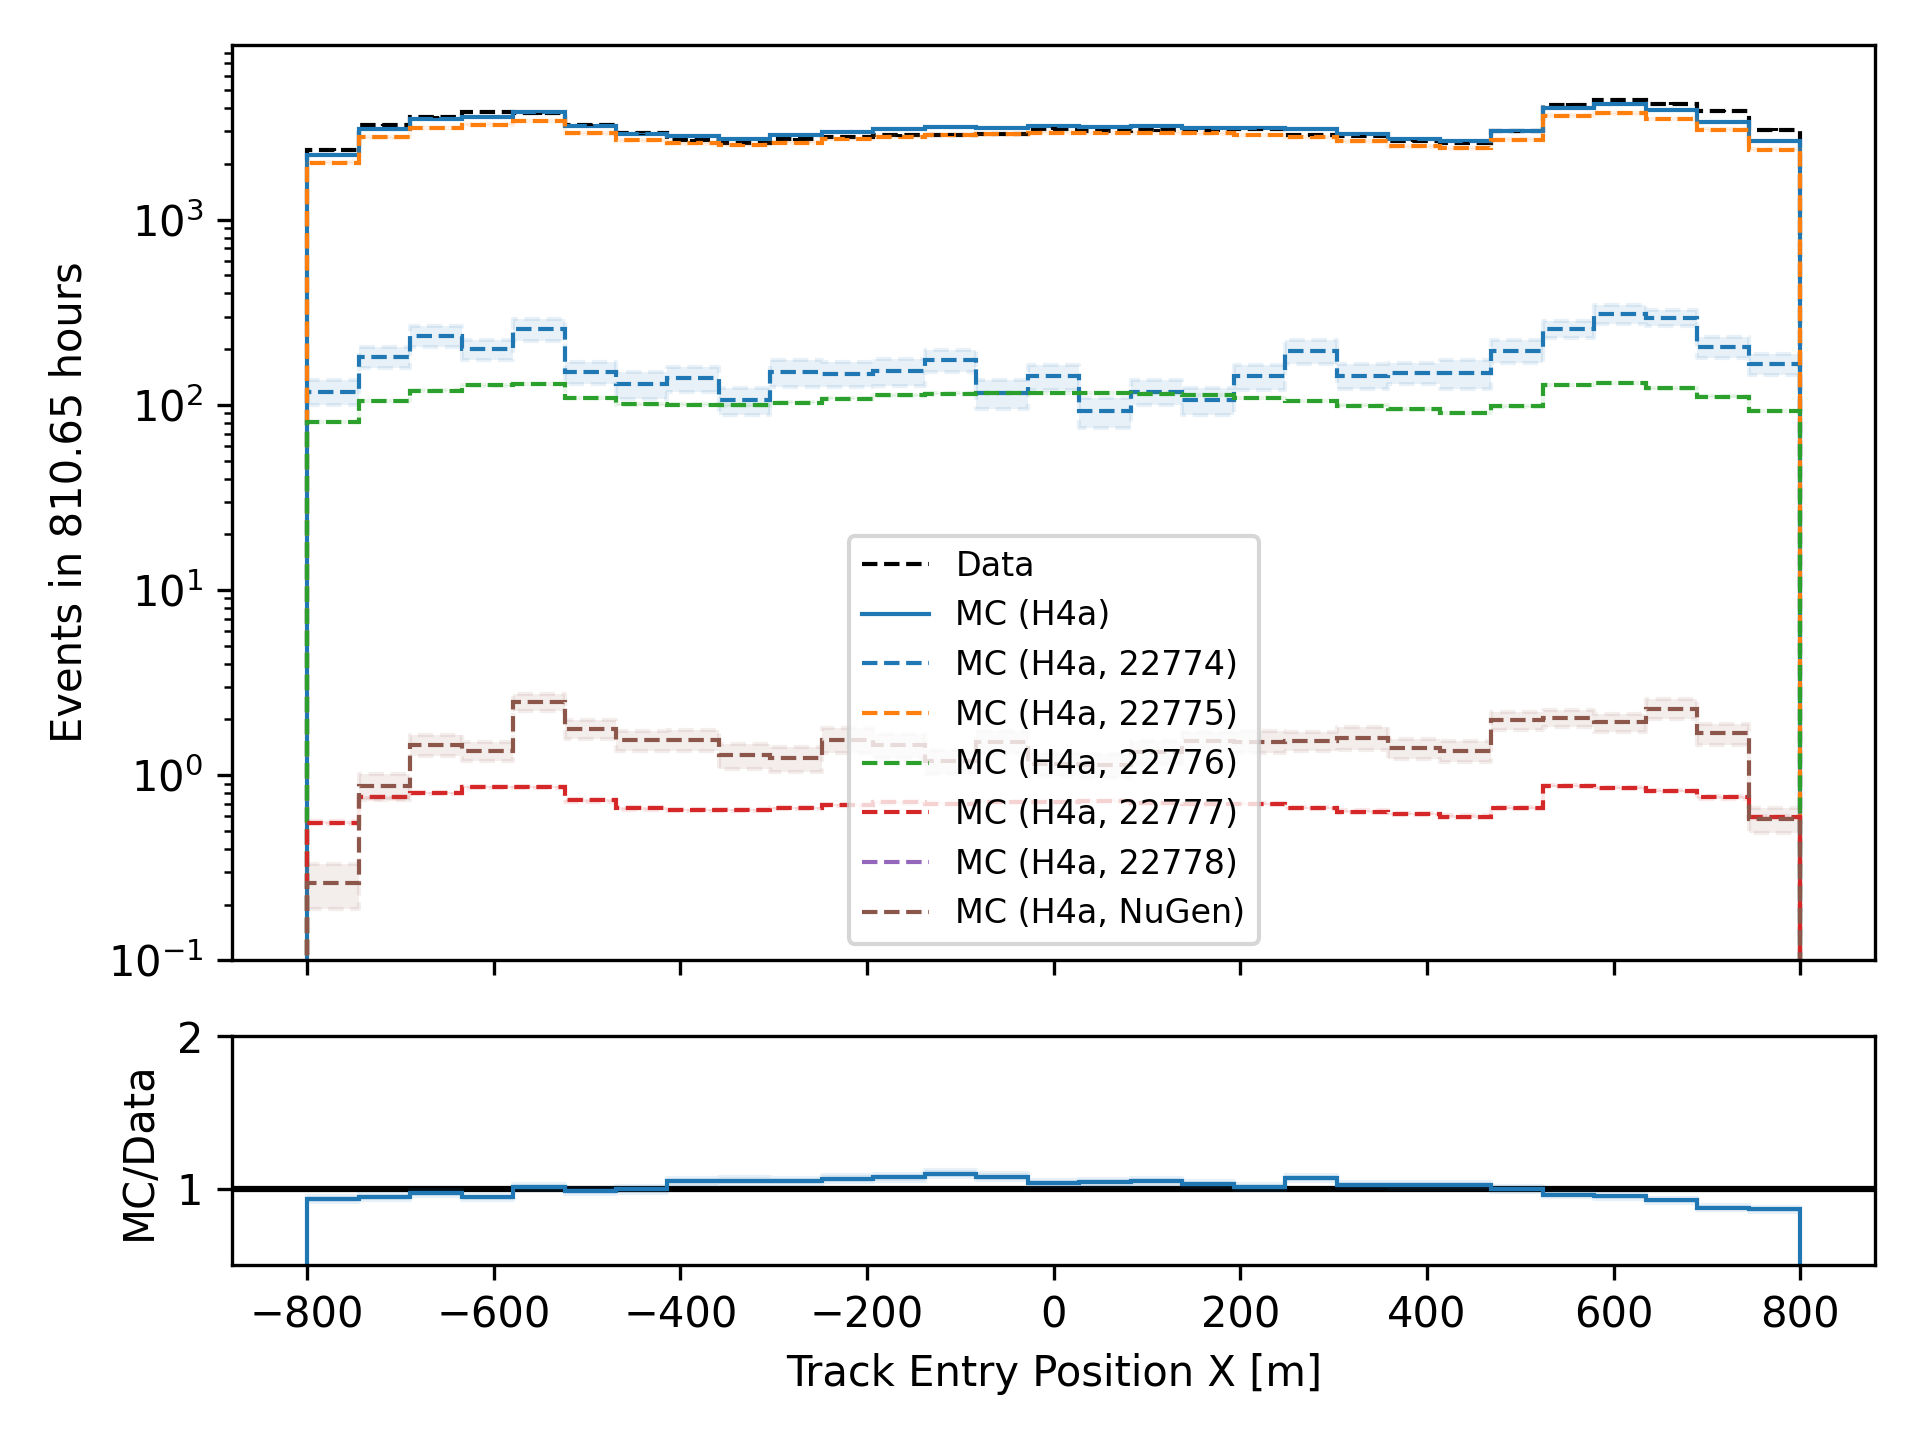 Events in 810.65 hours
10³
10²
10¹
10⁰
10⁻¹
Data
MC (H4a)
MC (H4a, 22774)
MC (H4a, 22775)
MC (H4a, 22776)
MC (H4a, 22777)
MC (H4a, 22778)
MC (H4a, NuGen)
MC/Data
2
1
−800 −600 −400 −200 0 200 400 600 800
Track Entry Position X [m]